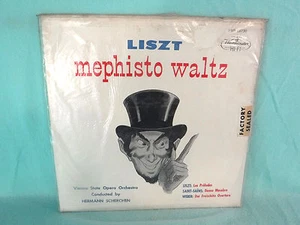 LISZT
mephisto waltz
FACTORY
SEALED
Vienna State Opera Orchestra
Conducted by
HERMANN SCHERCHEN
LISZT: Les Préludes
SAINT-SAËNS: Danse Macabre
WEBER: Der Freischütz Overture